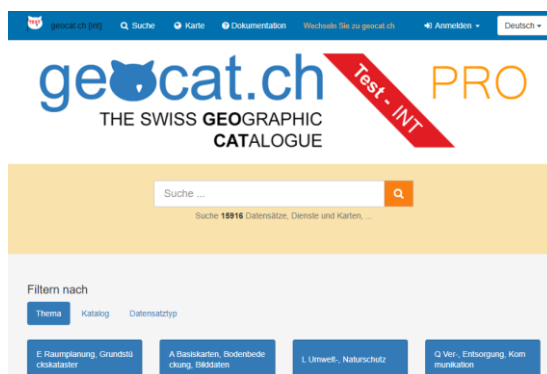 geocat.ch [int] Suche Karte Dokumentation Wechseln Sie zu geocat.ch Anmelden Deutsch
geocat.ch PRO
Test - INT
THE SWISS GEOGRAPHIC
CATALOGUE
Suche ...
Suche 15916 Datensätze, Dienste und Karten, ...
Filtern nach
Thema Katalog Datensatztyp
E Raumplanung, Grundstü A Basiskarten, Bodenbede L Umwelt-, Naturschutz Q Ver-, Entsorgung, Kom
ckskataster ckung, Bilddaten munikation